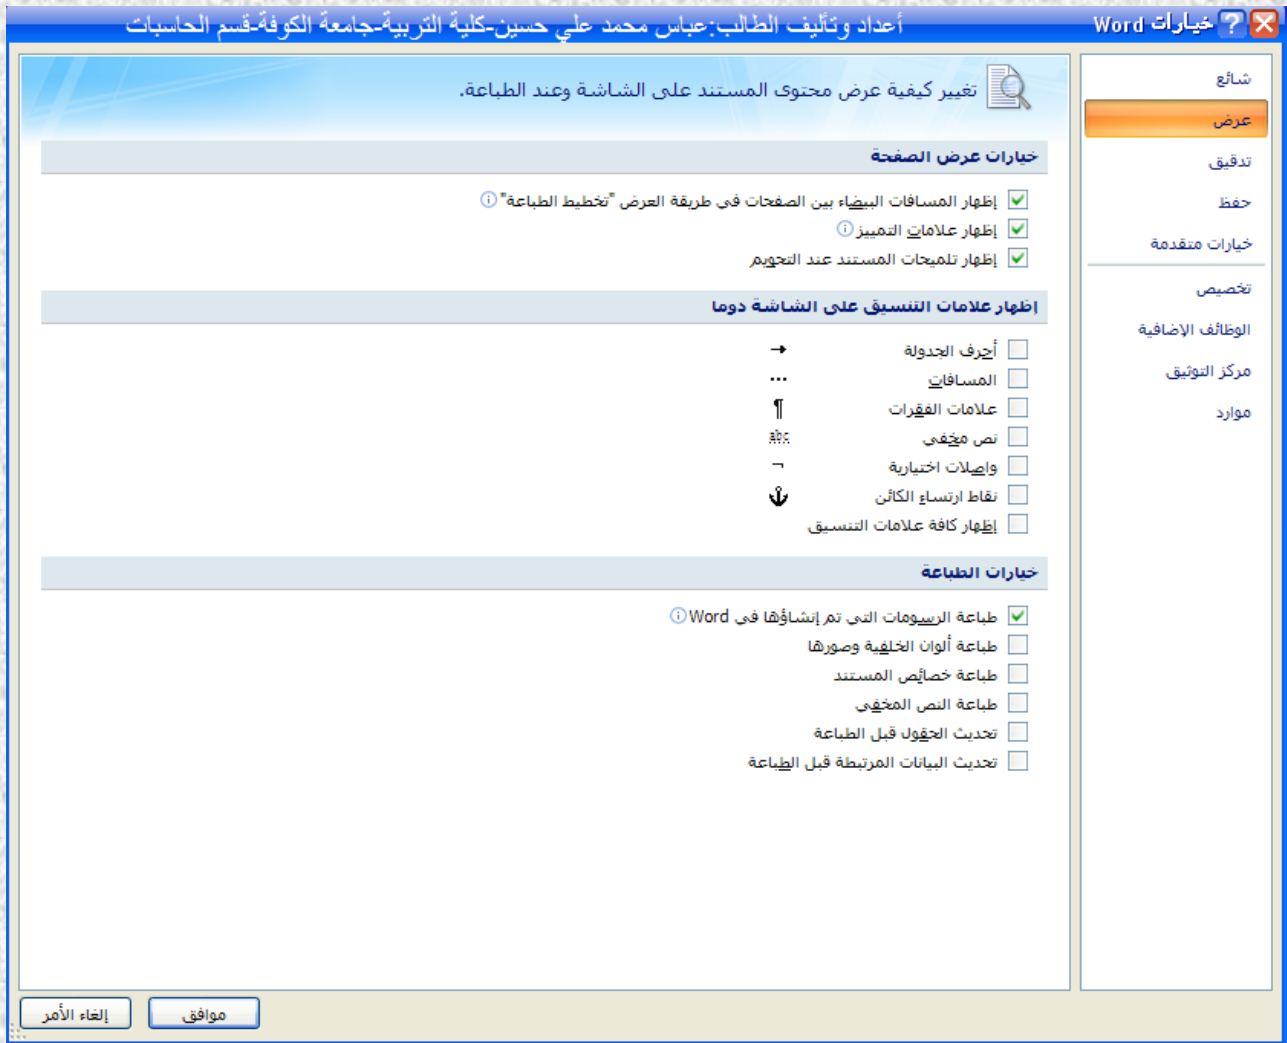 خيارات Word
أعداد وتأليف الطالب:عباس محمد علي حسين-كلية التربية-جامعة الكوفة-قسم الحاسبات
شائع
عرض
تدقيق
حفظ
خيارات متقدمة
تخصيص
الوظائف الإضافية
مركز التوثيق
موارد
تغيير كيفية عرض محتوى المستند على الشاشة وعند الطباعة.
خيارات عرض الصفحة
إظهار المسافات البيضاء بين الصفحات في طريقة العرض "تخطيط الطباعة"
إظهار علامات التمييز
إظهار تلميحات المستند عند التحويم
إظهار علامات التنسيق على الشاشة دوما
أحرف الجدولة →
المسافات ...
علامات الفقرات ¶
نص مخفي abc
واصلات اختيارية ¬
نقاط ارتساء الكائن
إظهار كافة علامات التنسيق
خيارات الطباعة
طباعة الرسومات التي تم إنشاؤها في Word
طباعة ألوان الخلفية وصورها
طباعة خصائص المستند
طباعة النص المخفي
تحديث الحقول قبل الطباعة
تحديث البيانات المرتبطة قبل الطباعة
موافق
إلغاء الأمر